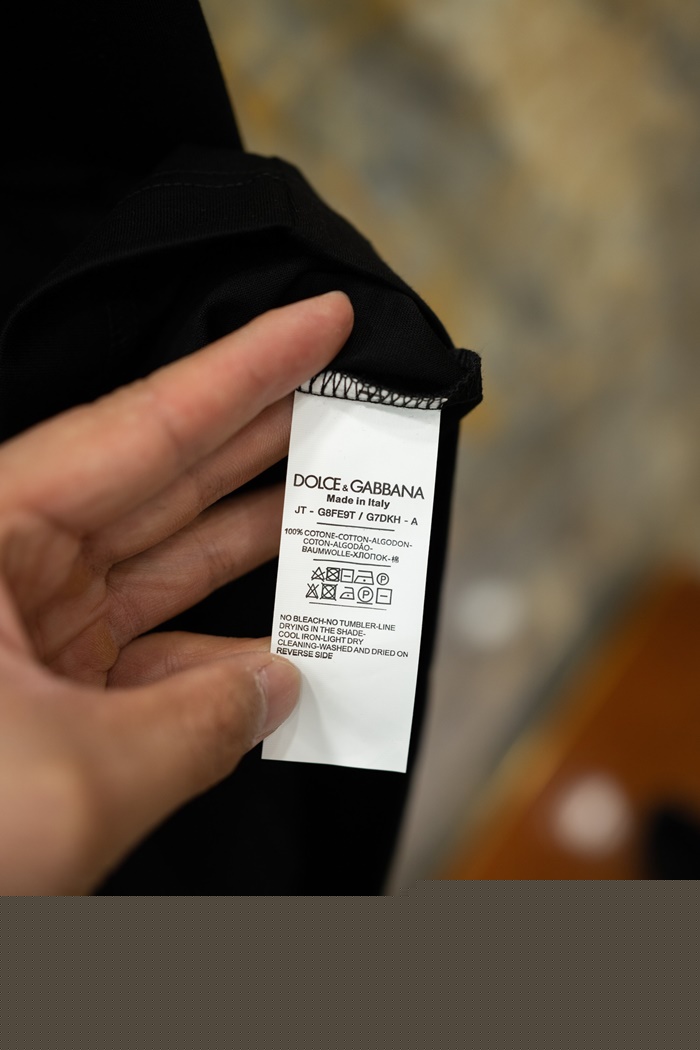 DOLCE & GABBANA
Made in Italy
JT - G8FE9T / G7DKH - A
100% COTONE-COTTON-ALGODON-
COTON-ALGODÃO-
BAUMWOLLE-ХЛОПОК-棉
P
P
NO BLEACH-NO TUMBLER-LINE
DRYING IN THE SHADE-
COOL IRON-LIGHT DRY
CLEANING-WASHED AND DRIED ON
REVERSE SIDE